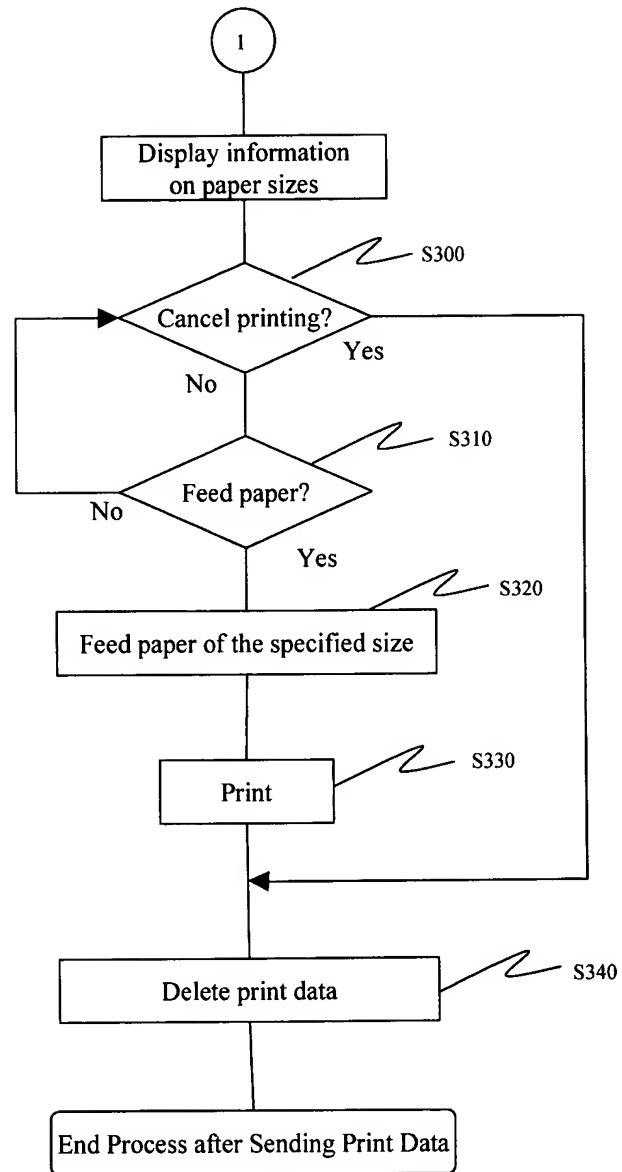 1
Display information
on paper sizes
S300
Cancel printing?
Yes
No
S310
Feed paper?
No
Yes
S320
Feed paper of the specified size
S330
Print
S340
Delete print data
End Process after Sending Print Data